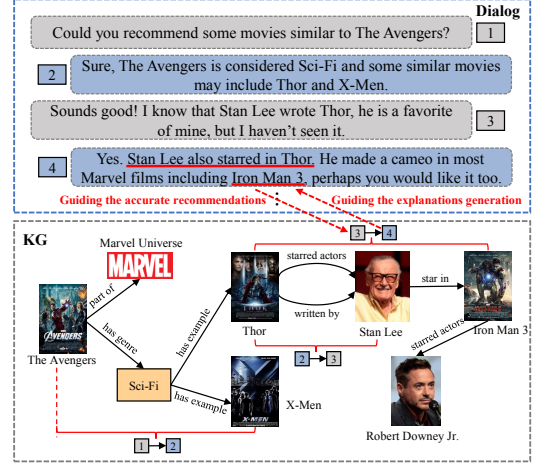 Dialog
Could you recommend some movies similar to The Avengers?
1
2
Sure, The Avengers is considered Sci-Fi and some similar movies
may include Thor and X-Men.
Sounds good! I know that Stan Lee wrote Thor, he is a favorite
of mine, but I haven't seen it.
3
4
Yes. Stan Lee also starred in Thor. He made a cameo in most
Marvel films including Iron Man 3, perhaps you would like it too.
Guiding the accurate recommendations
Guiding the explanations generation
KG
3
4
Marvel Universe
MARVEL
part of
AVENGERS
The Avengers
has genre
Sci-Fi
has example
has example
THOR
Thor
starred actors
written by
Stan Lee
star in
Iron Man 3
starred actors
2
3
X-MEN
X-Men
Robert Downey Jr.
1
2